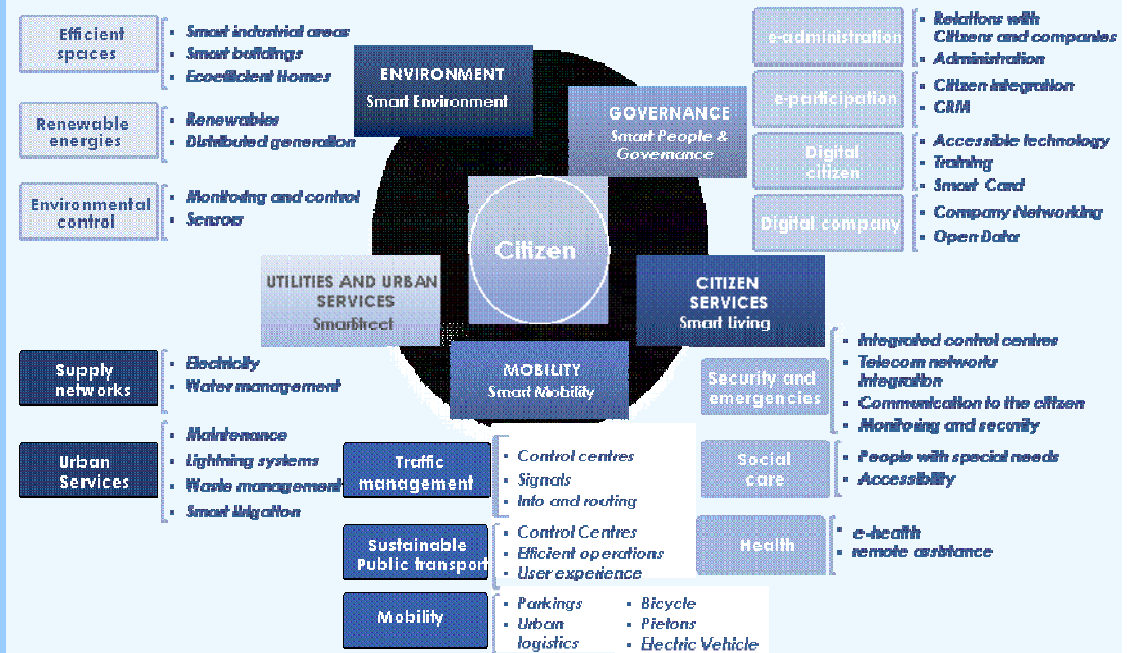 Efficient
spaces
Smart industrial areas
Smart buildings
Ecoefficient Homes
Renewable
energies
Renewables
Distributed generation
Environmental
control
Monitoring and control
Sensors
ENVIRONMENT
Smart Environment
GOVERNANCE
Smart People &
Governance
e-administration
Relations with
Citizens and companies
Administration
e-participation
Citizen integration
CRM
Digital
citizen
Accessible technology
Training
Smart Card
Digital company
Company Networking
Open Data
Citizen
UTILITIES AND URBAN
SERVICES
SmartStreet
CITIZEN
SERVICES
Smart Living
MOBILITY
Smart Mobility
Supply
networks
Electricity
Water management
Urban
Services
Maintenance
Lightning systems
Waste management
Smart Irrigation
Traffic
management
Control centres
Signals
Info and routing
Sustainable
Public transport
Control Centres
Efficient operations
User experience
Mobility
Parkings
Urban
logistics
Bicycle
Pietons
Electric Vehicle
Security and
emergencies
Integrated control centres
Telecom networks
integration
Communication to the citizen
Monitoring and security
Social
care
People with special needs
Accessibility
Health
e-health
remote assistance